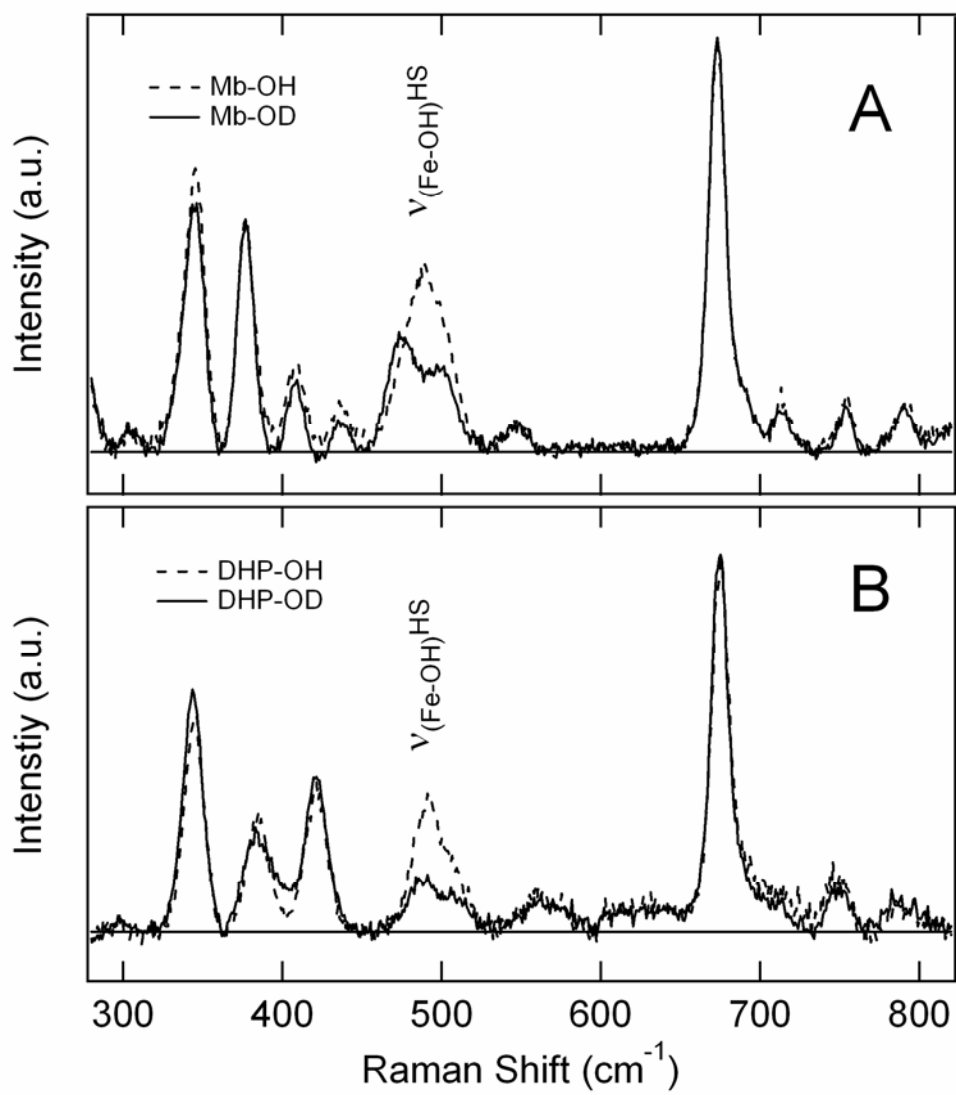 A
Mb-OH
Mb-OD
ν(Fe-OH)HS
Intensity (a.u.)
B
DHP-OH
DHP-OD
ν(Fe-OH)HS
Intenstiy (a.u.)
300 400 500 600 700 800
Raman Shift (cm-1)